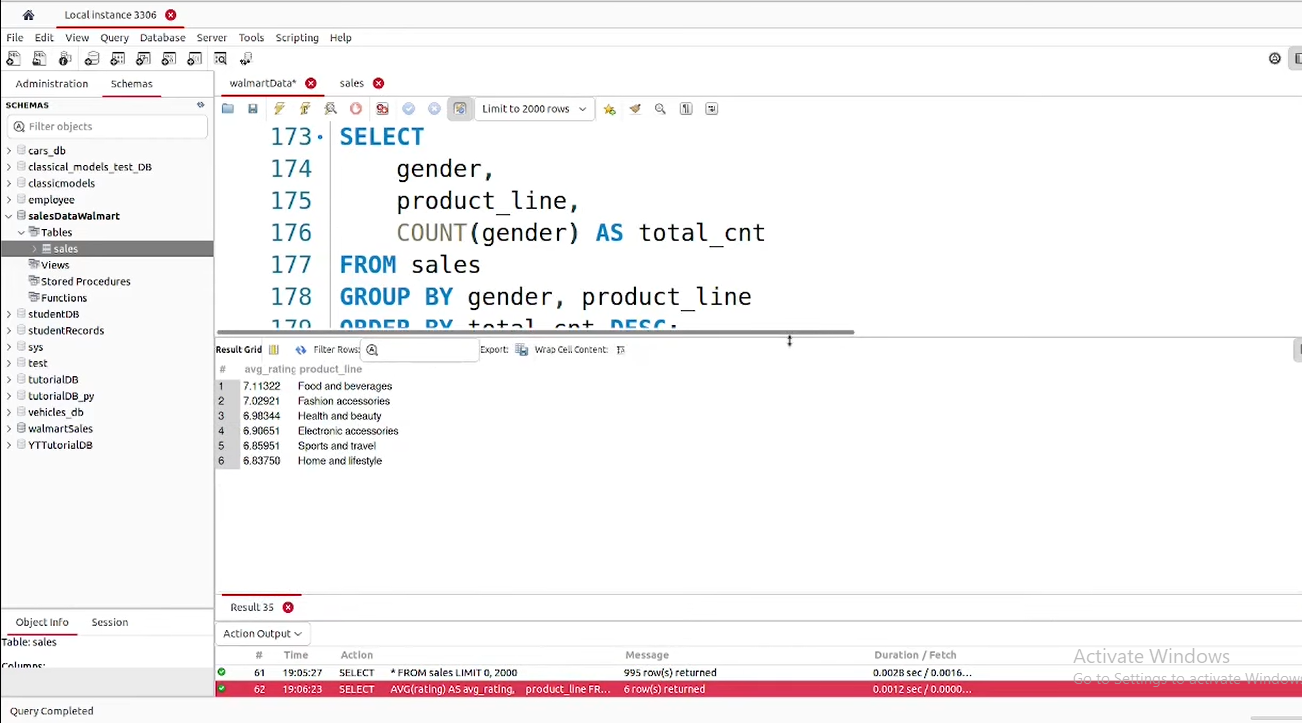 Local instance 3306
File Edit View Query Database Server Tools Scripting Help
Administration Schemas
SCHEMAS
Filter objects
cars_db
classical_models_test_DB
classicmodels
employee
salesDataWalmart
Tables
sales
Views
Stored Procedures
Functions
studentDB
studentRecords
sys
test
tutorialDB
tutorialDB_py
vehicles_db
walmartSales
YTTutorialDB
Object Info Session
Table: sales
Columns:
walmartData* sales
Limit to 2000 rows
173 SELECT
174 gender,
175 product_line,
176 COUNT(gender) AS total_cnt
177 FROM sales
178 GROUP BY gender, product_line
179 ORDER BY total_cnt DESC;
Result Grid Filter Rows: Export: Wrap Cell Content:
# avg_rating product_line
1 7.11322 Food and beverages
2 7.02921 Fashion accessories
3 6.98344 Health and beauty
4 6.90651 Electronic accessories
5 6.85951 Sports and travel
6 6.83750 Home and lifestyle
Result 35
Action Output
# Time Action Message Duration / Fetch
61 19:05:27 SELECT * FROM sales LIMIT 0, 2000 995 row(s) returned 0.0028 sec / 0.0016...
62 19:06:23 SELECT AVG(rating) AS avg_rating, product_line FR... 6 row(s) returned 0.0012 sec / 0.0000...
Activate Windows
Go to Settings to activate Windows
Query Completed